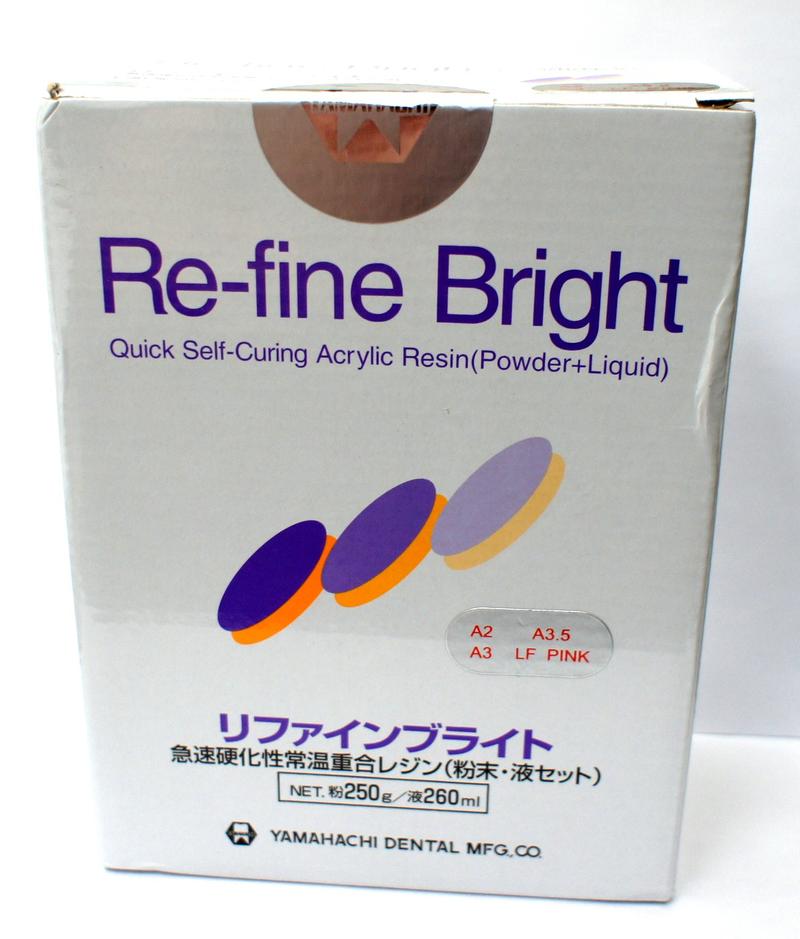 Re-fine Bright
Quick Self-Curing Acrylic Resin(Powder+Liquid)
A2 A3.5
A3 LF PINK
リファインブライト
急速硬化性常温重合レジン(粉末・液セット)
NET. 粉250g/液260ml
YAMAHACHI DENTAL MFG., CO.